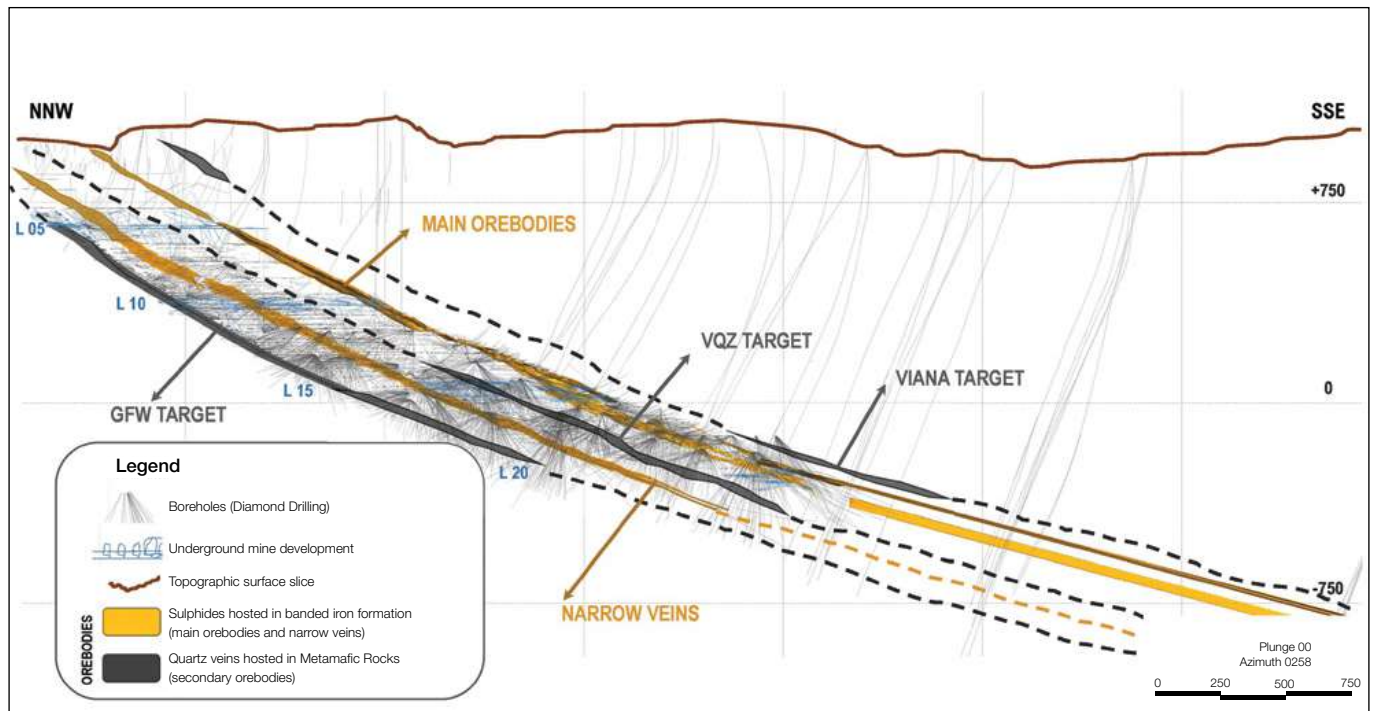 NNW
SSE
+750
MAIN OREBODIES
L 05
L 10
VQZ TARGET
VIANA TARGET
0
L 15
GFW TARGET
L 20
-750
NARROW VEINS
Legend
Boreholes (Diamond Drilling)
Underground mine development
Topographic surface slice
OREBODIES
Sulphides hosted in banded iron formation
(main orebodies and narrow veins)
Quartz veins hosted in Metamafic Rocks
(secondary orebodies)
Plunge 00
Azimuth 0258
0 250 500 750